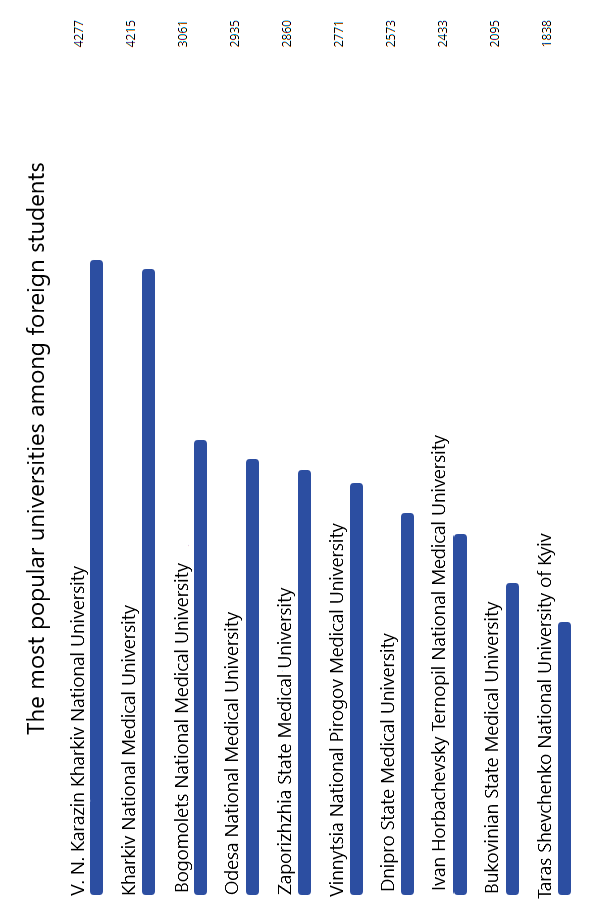 The most popular universities among foreign students
V. N. Karazin Kharkiv National University 4277
Kharkiv National Medical University 4215
Bogomolets National Medical University 3061
Odesa National Medical University 2935
Zaporizhzhia State Medical University 2860
Vinnytsia National Pirogov Medical University 2771
Dnipro State Medical University 2573
Ivan Horbachevsky Ternopil National Medical University 2433
Bukovinian State Medical University 2095
Taras Shevchenko National University of Kyiv 1838